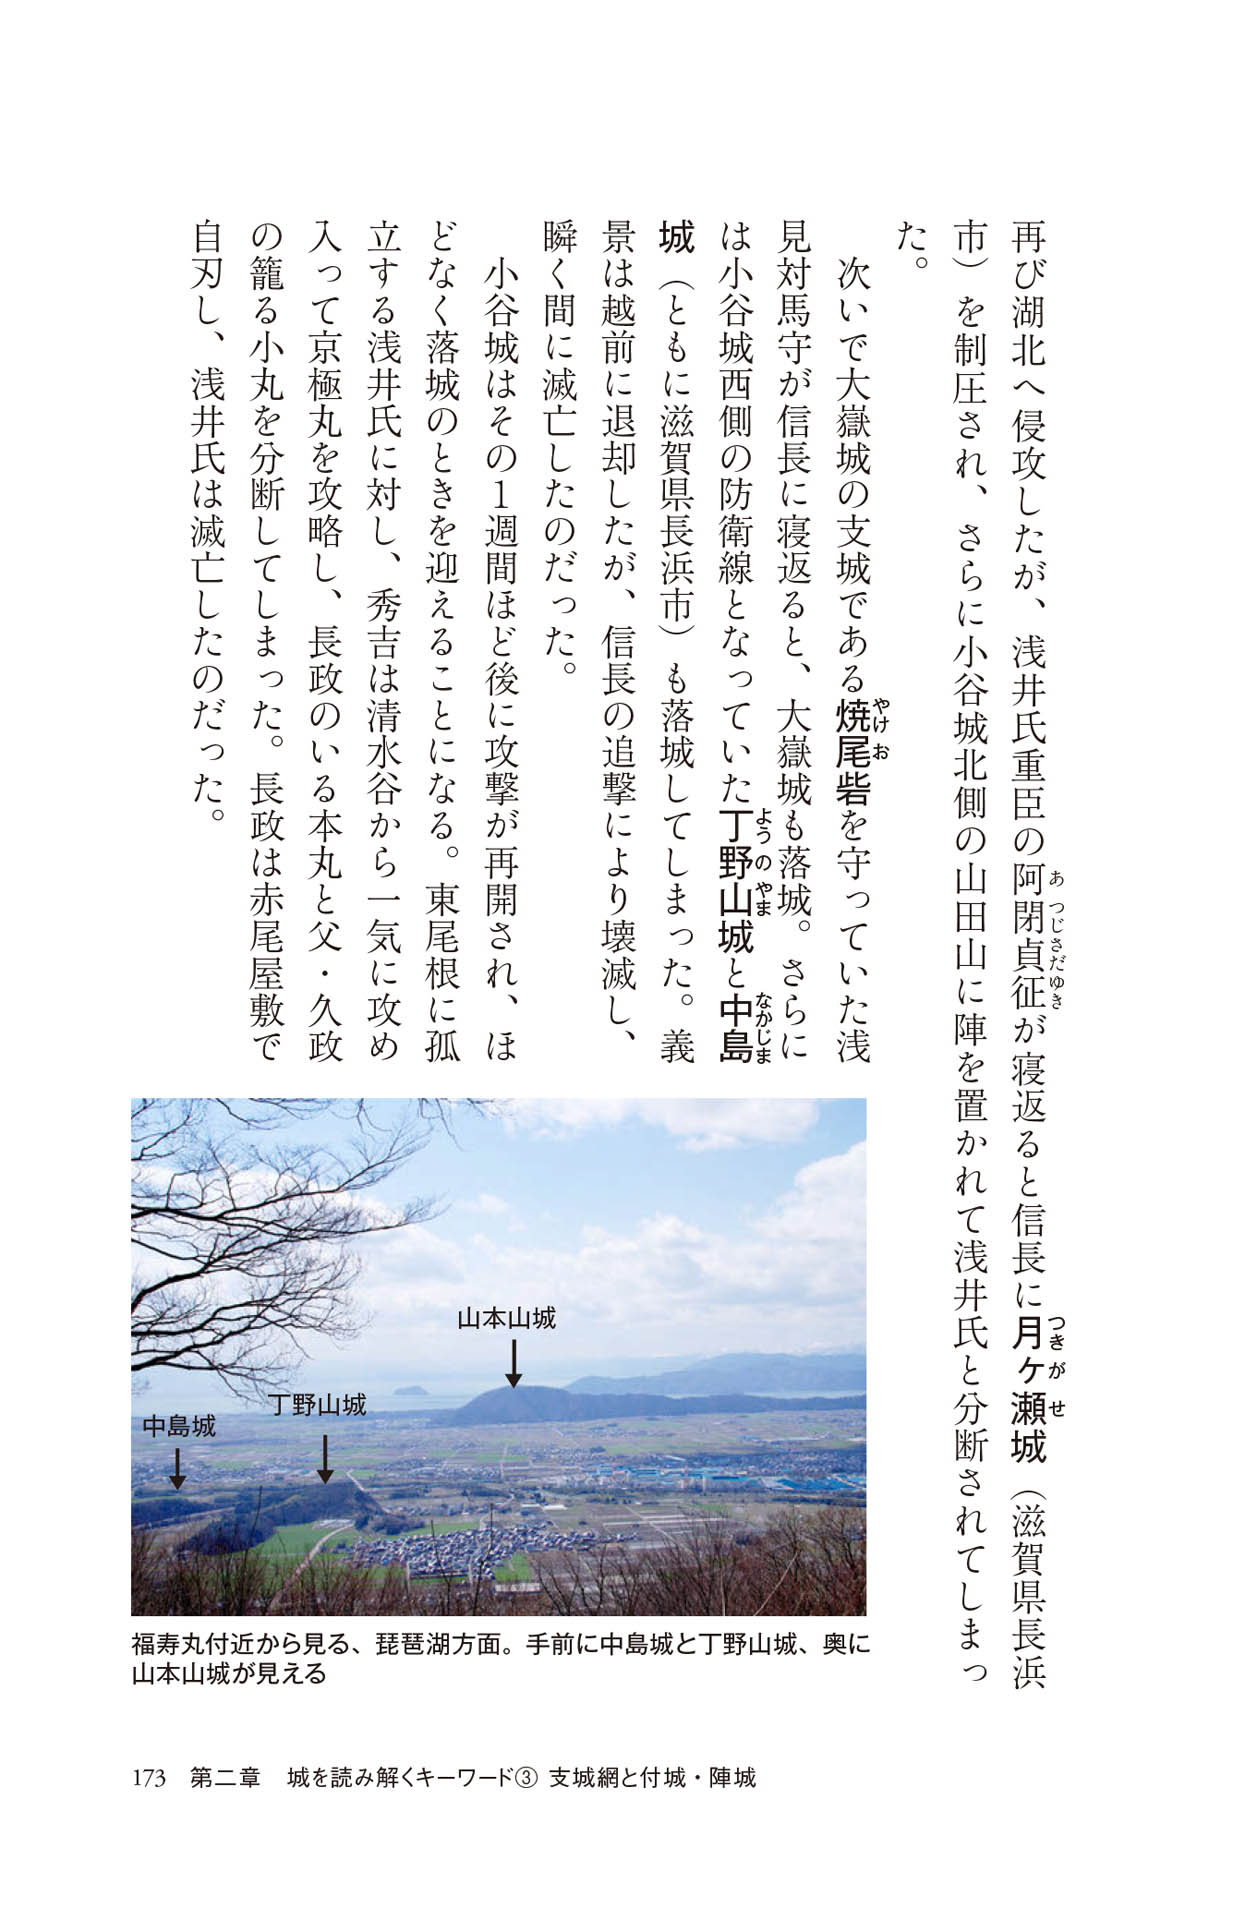 再び湖北へ侵攻したが、浅井氏重臣の阿閉貞征が寝返ると信長に月ヶ瀬城（滋賀県長浜
あつじさだゆき
つきがせ
市）を制圧され、さらに小谷城北側の山田山に陣を置かれて浅井氏と分断されてしまっ
た。
次いで大嶽城の支城である焼尾砦を守っていた浅
やけお
見対馬守が信長に寝返ると、大嶽城も落城。さらに
は小谷城西側の防衛線となっていた丁野山城と中島
ようのやま
なかじま
城（ともに滋賀県長浜市）も落城してしまった。義
景は越前に退却したが、信長の追撃により壊滅し、
瞬く間に滅亡したのだった。
小谷城はその1週間ほど後に攻撃が再開され、ほ
どなく落城のときを迎えることになる。東尾根に孤
立する浅井氏に対し、秀吉は清水谷から一気に攻め
入って京極丸を攻略し、長政のいる本丸と父・久政
の籠る小丸を分断してしまった。長政は赤尾屋敷で
自刃し、浅井氏は滅亡したのだった。
山本山城
丁野山城
中島城
福寿丸付近から見る、琵琶湖方面。手前に中島城と丁野山城、奥に
山本山城が見える
173 第二章 城を読み解くキーワード③ 支城網と付城・陣城